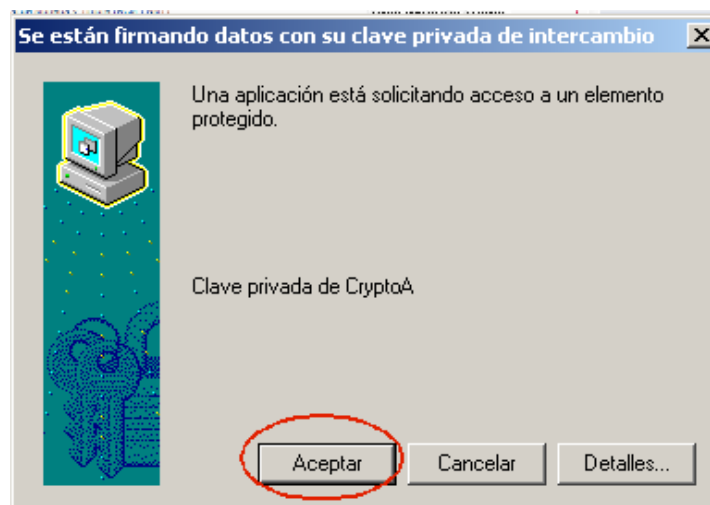 Se están firmando datos con su clave privada de intercambio
Una aplicación está solicitando acceso a un elemento
protegido.
Clave privada de CryptoA
Aceptar
Cancelar
Detalles...